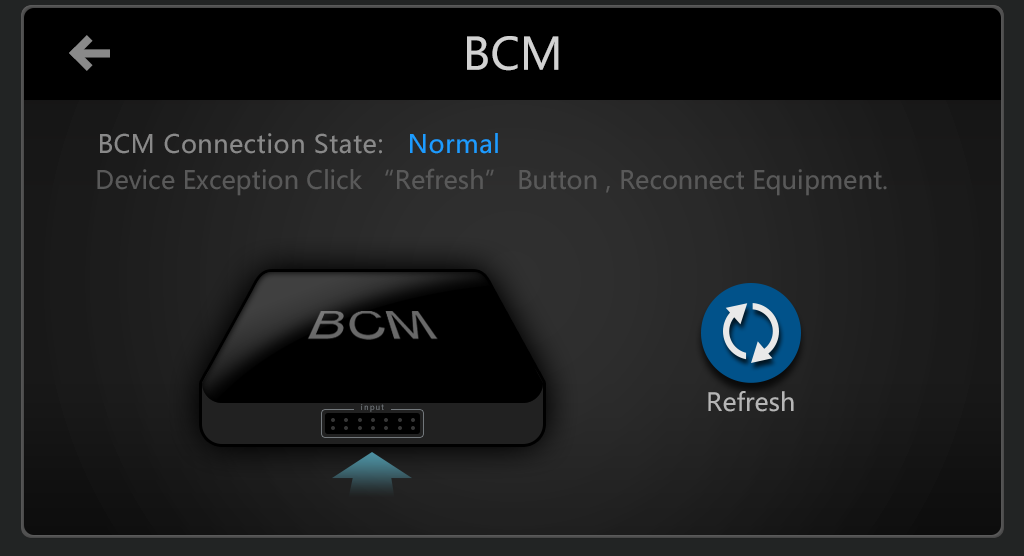 BCM
BCM Connection State: Normal
Device Exception Click “Refresh” Button , Reconnect Equipment.
BCM
Input
Refresh